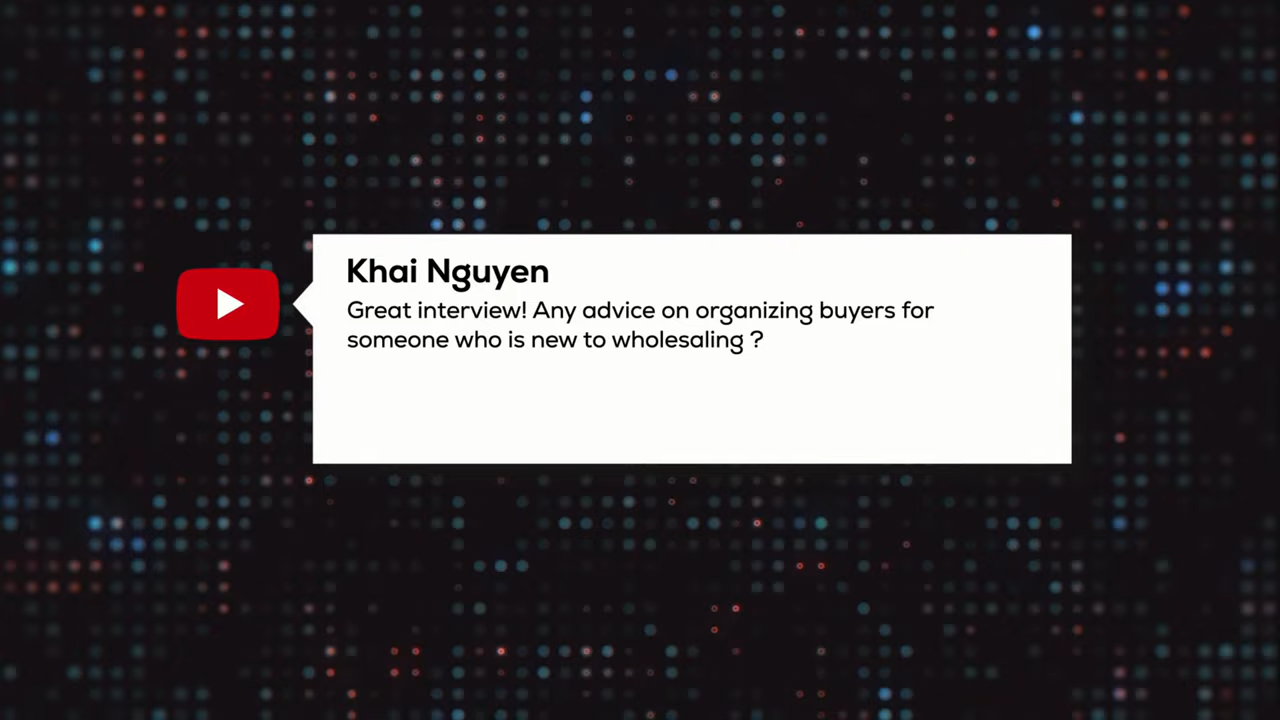 Khai Nguyen
Great interview! Any advice on organizing buyers for
someone who is new to wholesaling ?